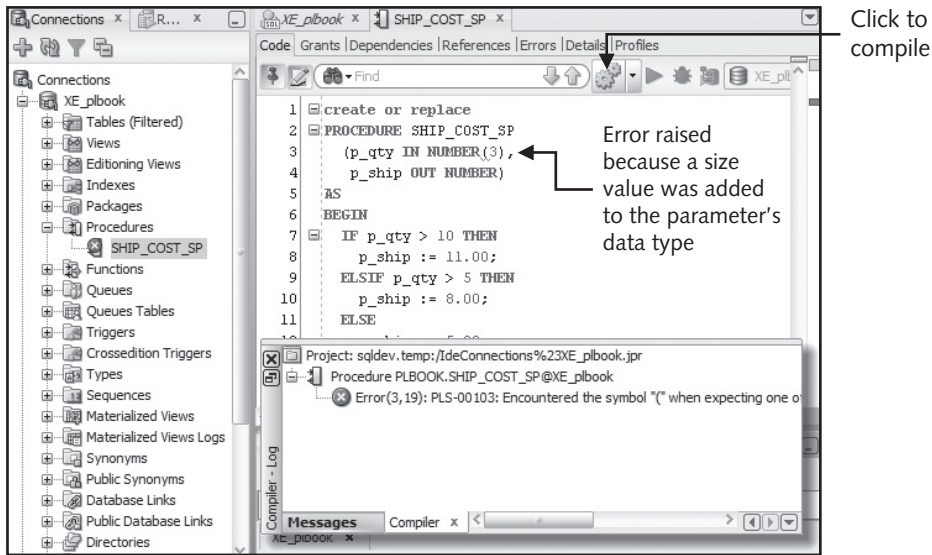 Connections x R... x
XE_plbook x SHIP_COST_SP x
Code Grants Dependencies References Errors Details Profiles
Find
XE_plb
Connections
XE_plbook
Tables (Filtered)
Views
Editioning Views
Indexes
Packages
Procedures
SHIP_COST_SP
Functions
Queues
Queues Tables
Triggers
Crossedition Triggers
Types
Sequences
Materialized Views
Materialized Views Logs
Synonyms
Public Synonyms
Database Links
Public Database Links
Directories
1 create or replace
2 PROCEDURE SHIP_COST_SP
3 (p_qty IN NUMBER(3),
4 p_ship OUT NUMBER)
5 AS
6 BEGIN
7 IF p_qty > 10 THEN
8 p_ship := 11.00;
9 ELSIF p_qty > 5 THEN
10 p_ship := 8.00;
11 ELSE
Click to
compile
Error raised
because a size
value was added
to the parameter's
data type
Project: sqldev.temp:/IdeConnections%23XE_plbook.jpr
Procedure PLBOOK.SHIP_COST_SP@XE_plbook
Error(3,19): PLS-00103: Encountered the symbol "(" when expecting one of
Compiler - Log
Messages Compiler x
XE_plbook x